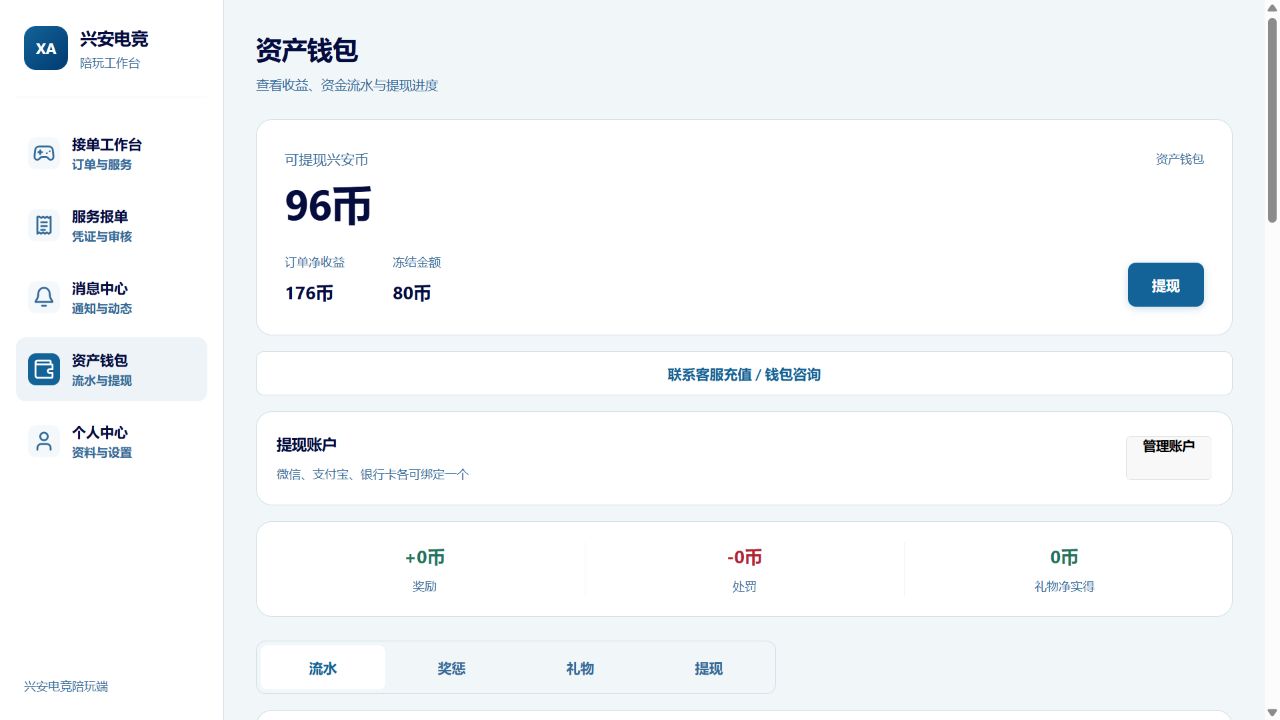 XA
兴安电竞
陪玩工作台
接单工作台
订单与服务
服务报单
凭证与审核
消息中心
通知与动态
资产钱包
流水与提现
个人中心
资料与设置
兴安电竞陪玩端
资产钱包
查看收益、资金流水与提现进度
可提现兴安币
资产钱包
96币
订单净收益
冻结金额
176币
80币
提现
联系客服充值 / 钱包咨询
提现账户
微信、支付宝、银行卡各可绑定一个
管理账户
+0币
-0币
0币
奖励
处罚
礼物净实得
流水
奖惩
礼物
提现